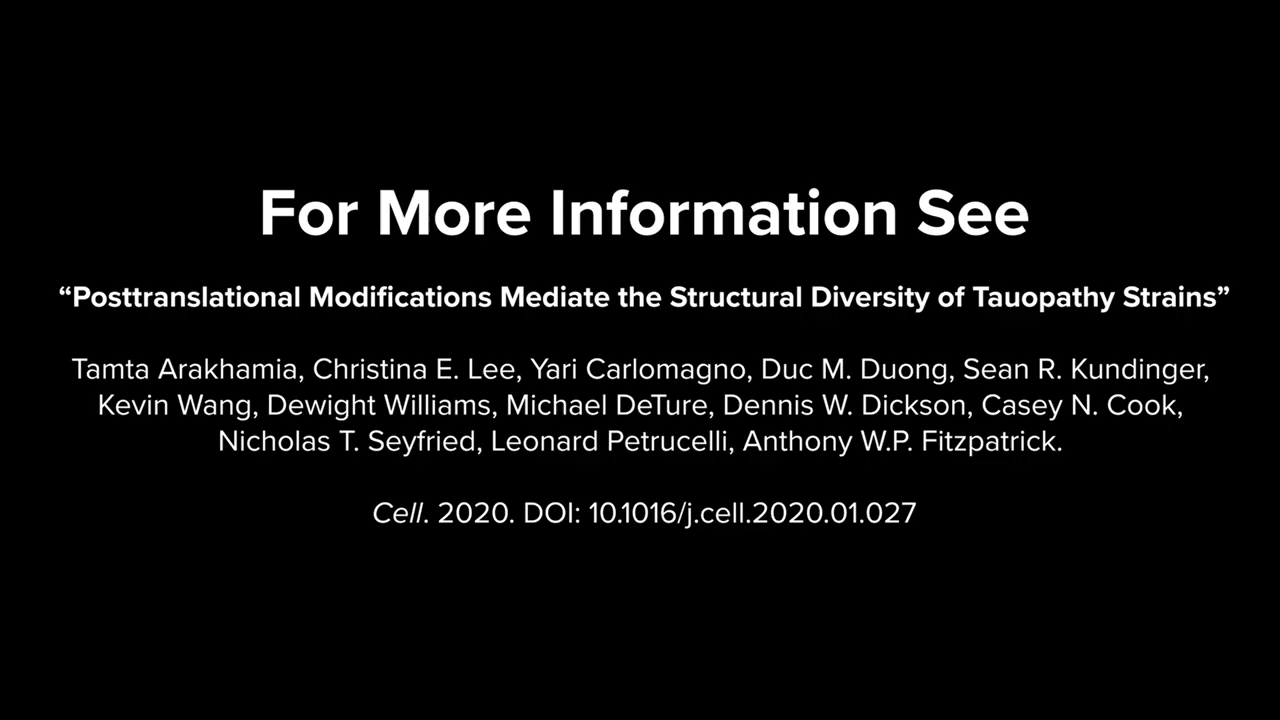 For More Information See
“Posttranslational Modifications Mediate the Structural Diversity of Tauopathy Strains”
Tamta Arakhamia, Christina E. Lee, Yari Carlomagno, Duc M. Duong, Sean R. Kundinger,
Kevin Wang, Dewight Williams, Michael DeTure, Dennis W. Dickson, Casey N. Cook,
Nicholas T. Seyfried, Leonard Petrucelli, Anthony W.P. Fitzpatrick.
Cell. 2020. DOI: 10.1016/j.cell.2020.01.027